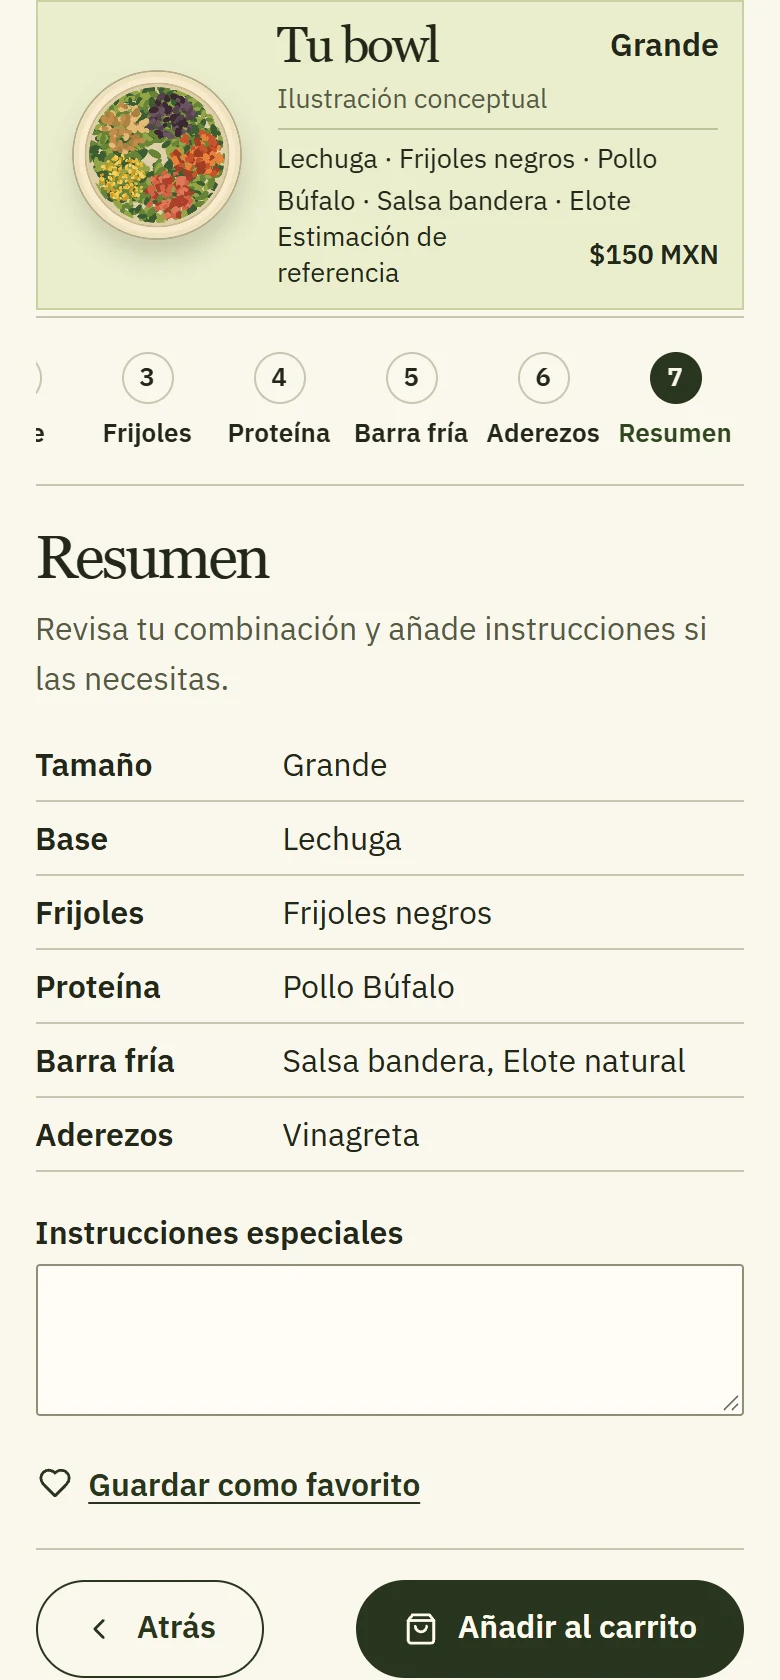 Tu bowl
Grande
Ilustración conceptual
Lechuga · Frijoles negros · Pollo
Búfalo · Salsa bandera · Elote
Estimación de
referencia
$150 MXN
e
3
Frijoles
4
Proteína
5
Barra fría
6
Aderezos
7
Resumen
Resumen
Revisa tu combinación y añade instrucciones si
las necesitas.
Tamaño Grande
Base Lechuga
Frijoles Frijoles negros
Proteína Pollo Búfalo
Barra fría Salsa bandera, Elote natural
Aderezos Vinagreta
Instrucciones especiales
Guardar como favorito
Atrás
Añadir al carrito